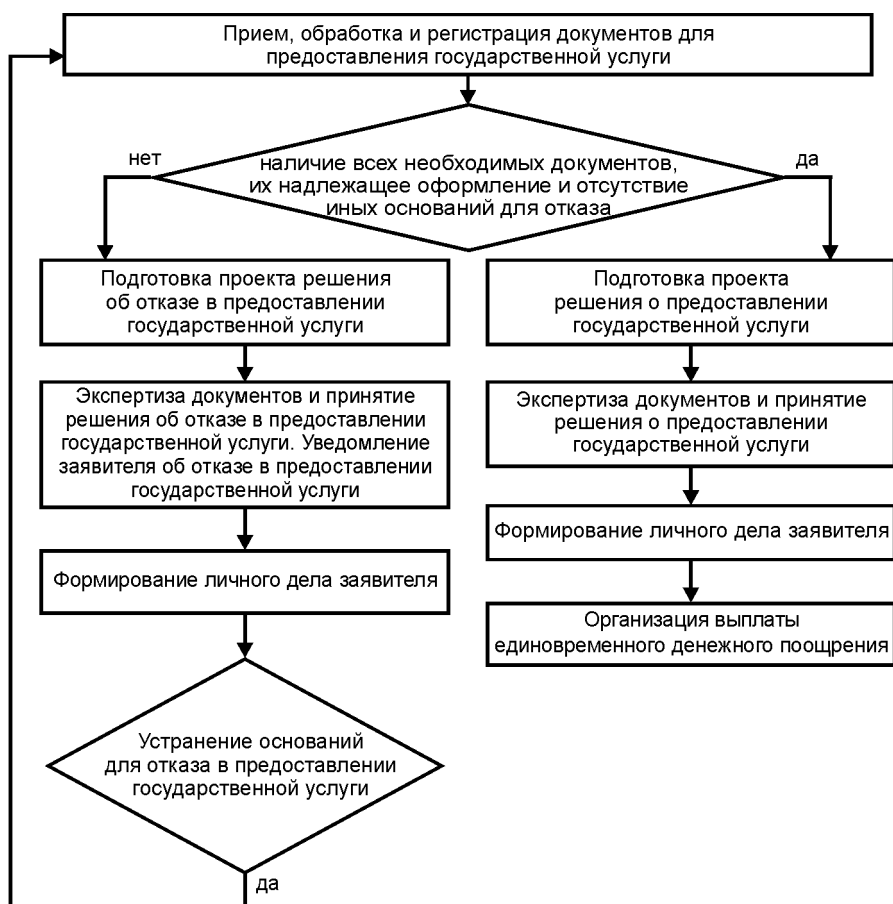 Прием, обработка и регистрация документов для
предоставления государственной услуги
нет
наличие всех необходимых документов,
их надлежащее оформление и отсутствие
иных оснований для отказа
да
Подготовка проекта решения
об отказе в предоставлении
государственной услуги
Экспертиза документов и принятие
решения об отказе в предоставлении
государственной услуги. Уведомление
заявителя об отказе в предоставлении
государственной услуги
Формирование личного дела заявителя
Устранение оснований
для отказа в предоставлении
государственной услуги
да
Подготовка проекта
решения о предоставлении
государственной услуги
Экспертиза документов и принятие
решения о предоставлении
государственной услуги
Формирование личного дела заявителя
Организация выплаты
единовременного денежного поощрения